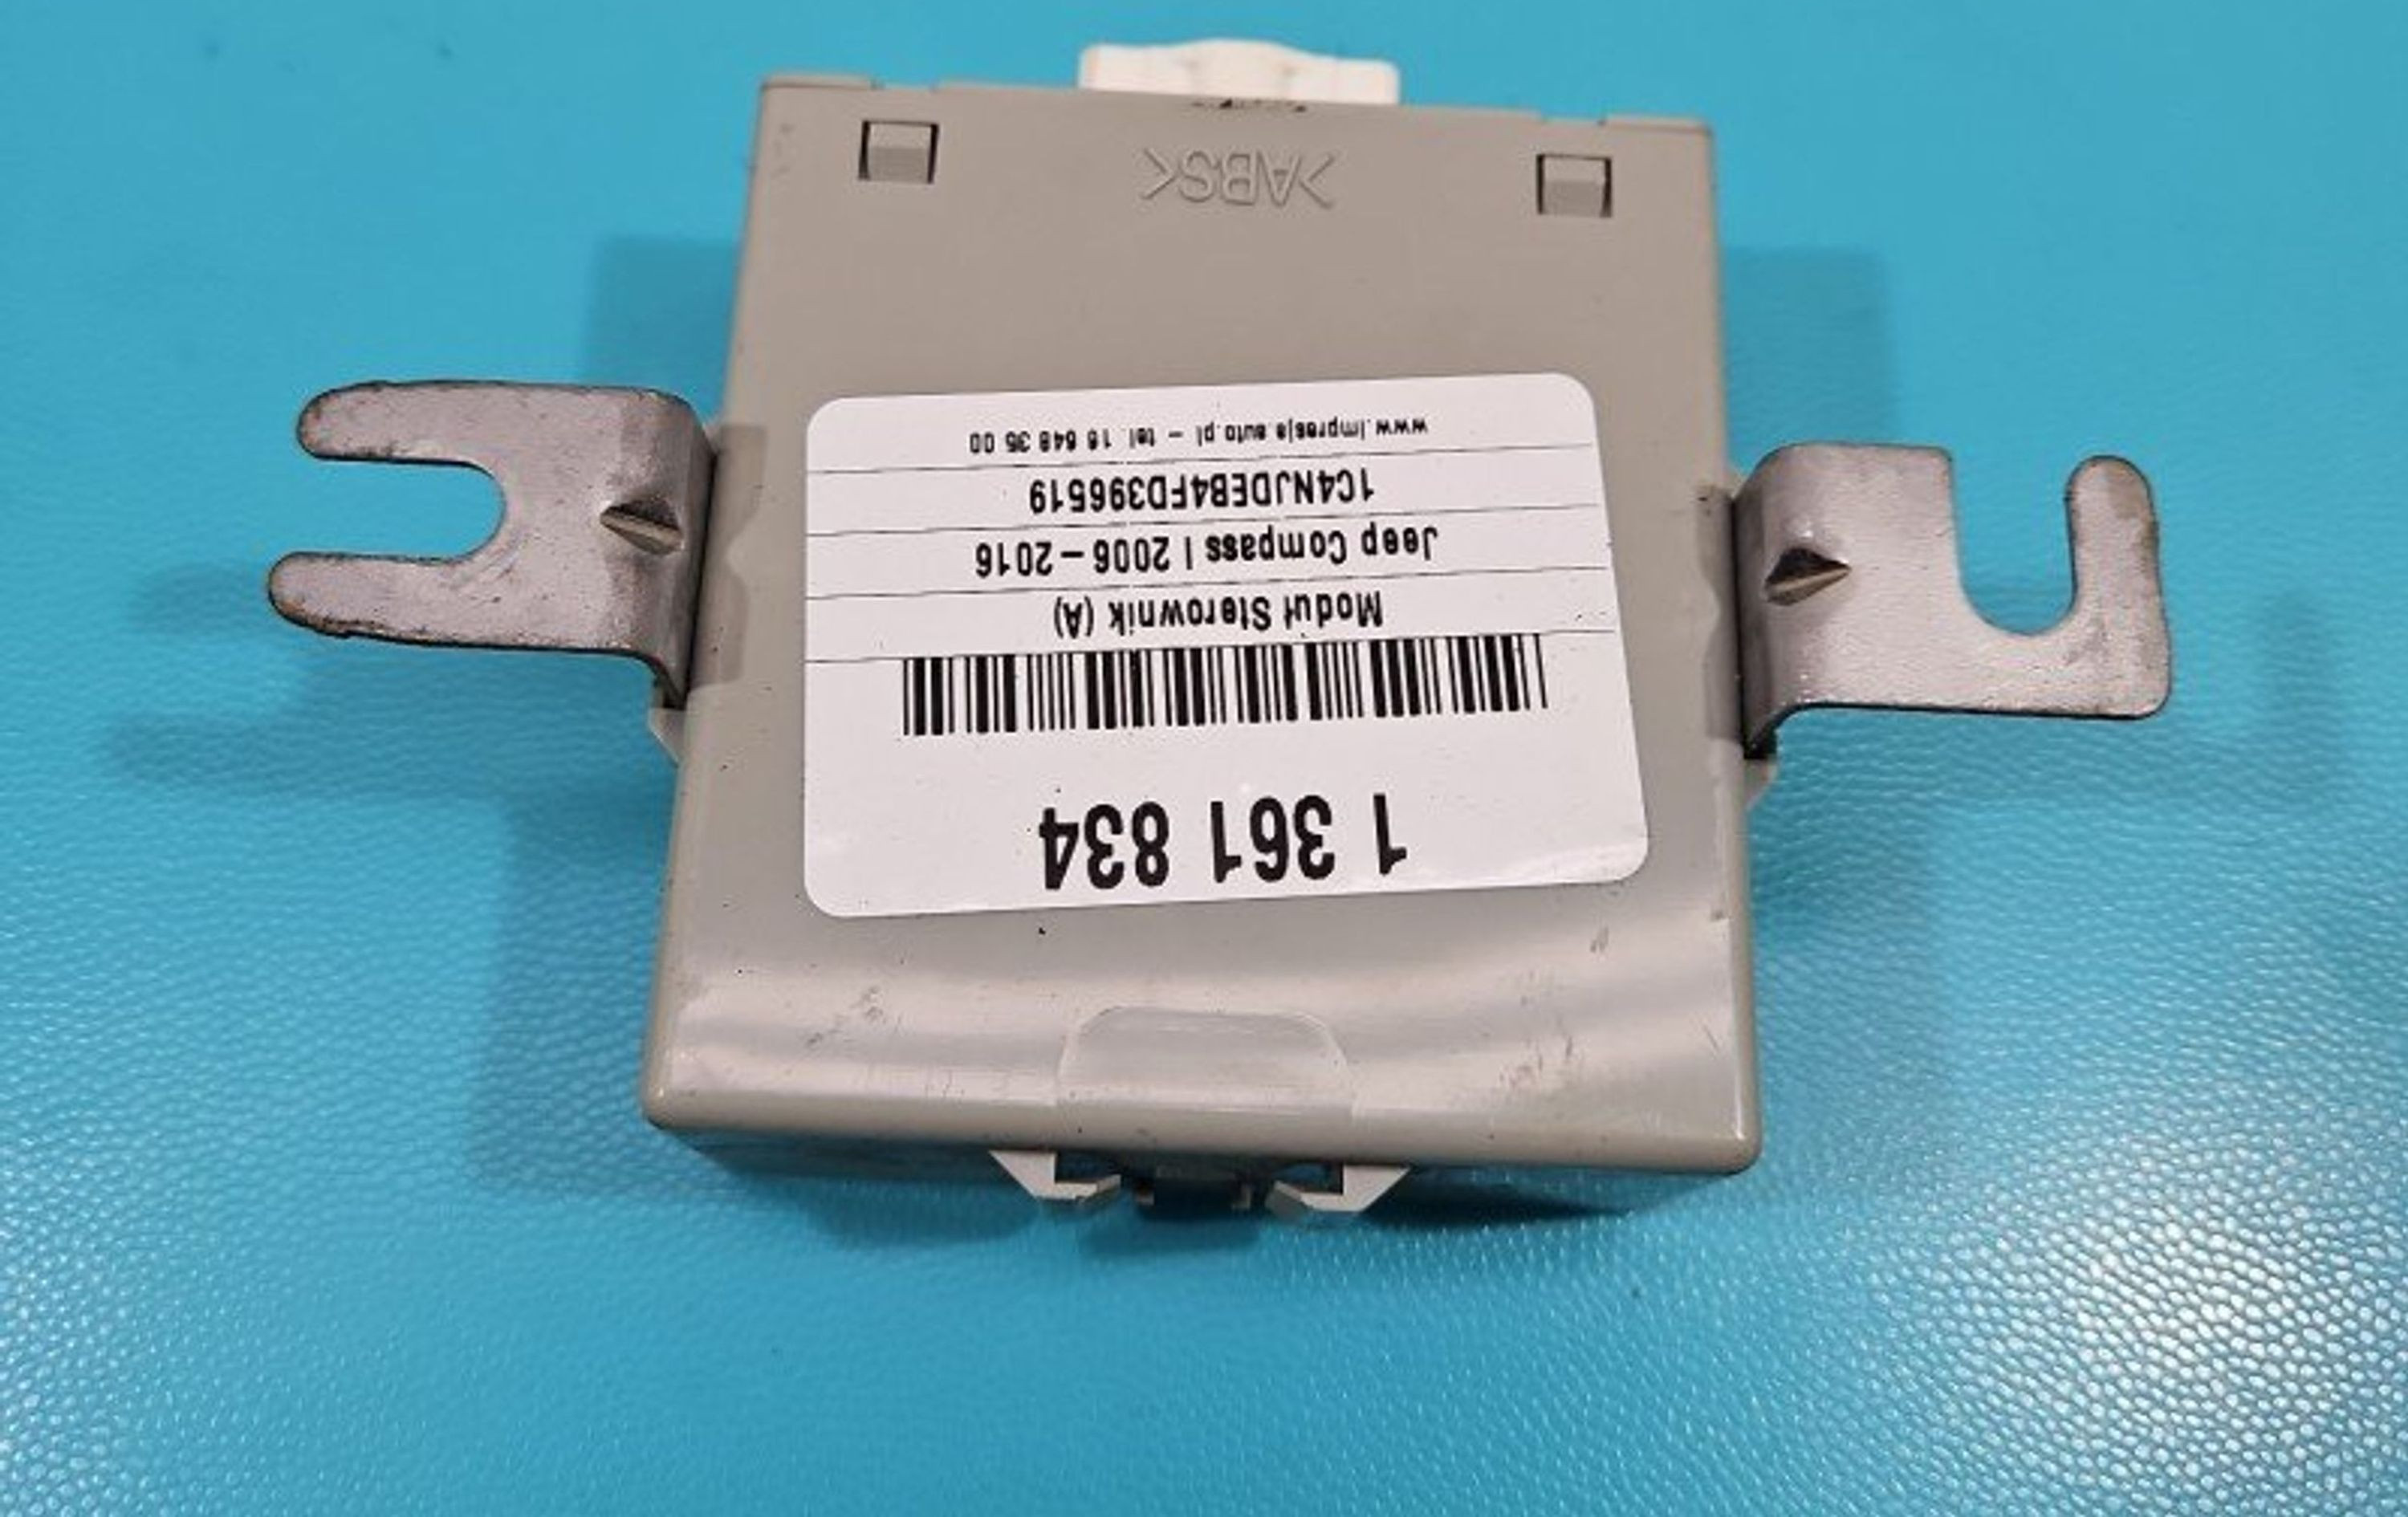 1 361 834
Moduł Sterownik (A)
Jeep Compass I 2006-2016
1C4NJDEB4FD396519
www.impresja.auto.pl - tel. 16 648 35 00
>ABS<